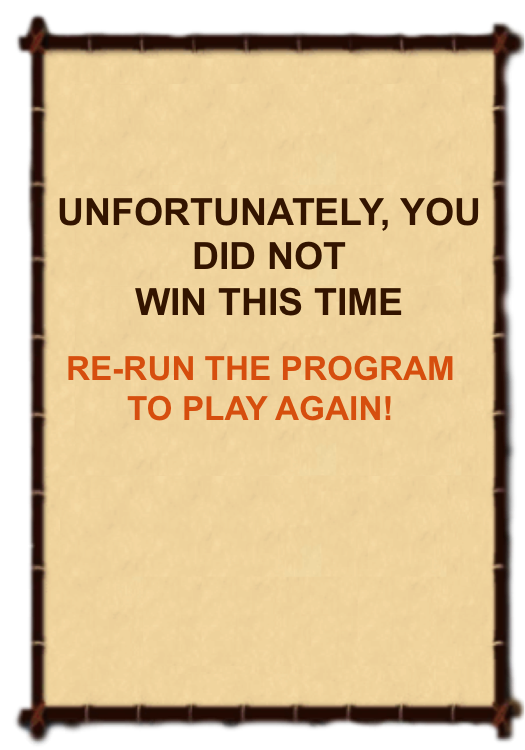 UNFORTUNATELY, YOU
DID NOT
WIN THIS TIME
RE-RUN THE PROGRAM
TO PLAY AGAIN!